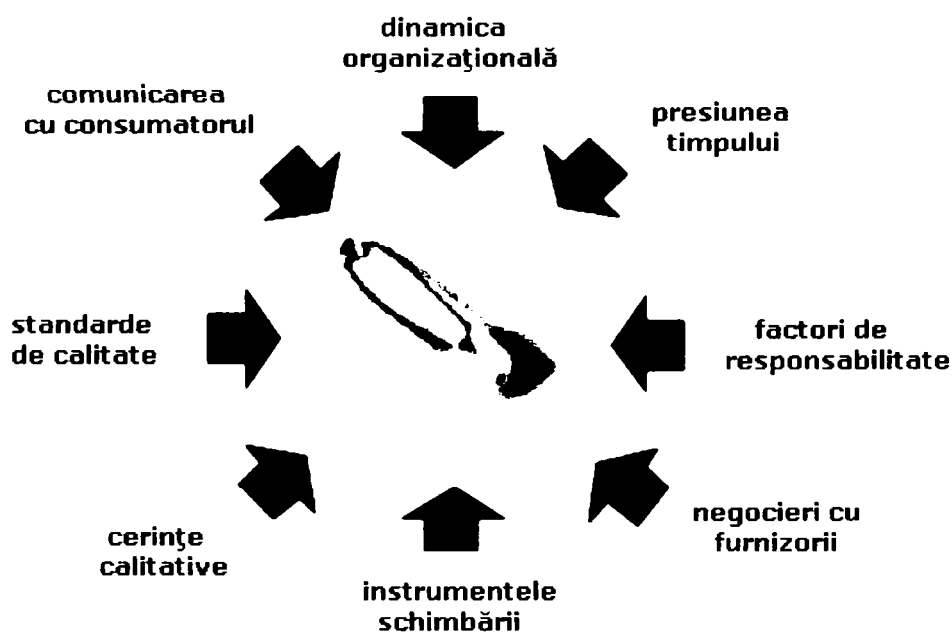 dinamica
organizaţională
presiunea
timpului
factori de
responsabilitate
negocieri cu
furnizorii
instrumentele
schimbării
cerinţe
calitative
standarde
de calitate
comunicarea
cu consumatorul